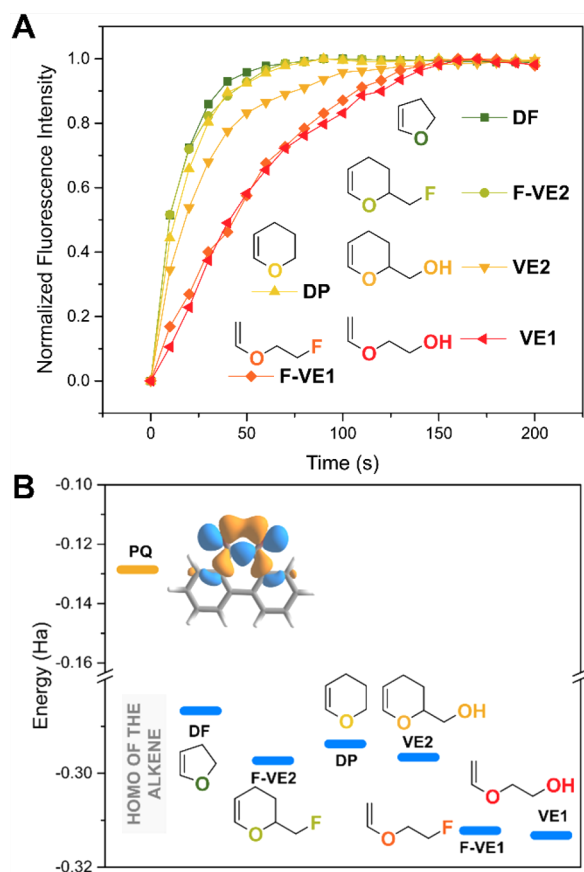 A
Normalized Fluorescence Intensity
1.0
0.8
0.6
0.4
0.2
0.0
O
DF
O
F
F-VE2
O
DP
O
OH
VE2
O
F
F-VE1
O
OH
VE1
0
50
100
150
200
Time (s)
B
Energy (Ha)
-0.10
-0.12
-0.13
-0.16
-0.30
-0.32
PQ
HOMO OF THE
ALKENE
DF
O
F-VE2
O
F
O
DP
O
OH
VE2
O
F
F-VE1
O
OH
VE1